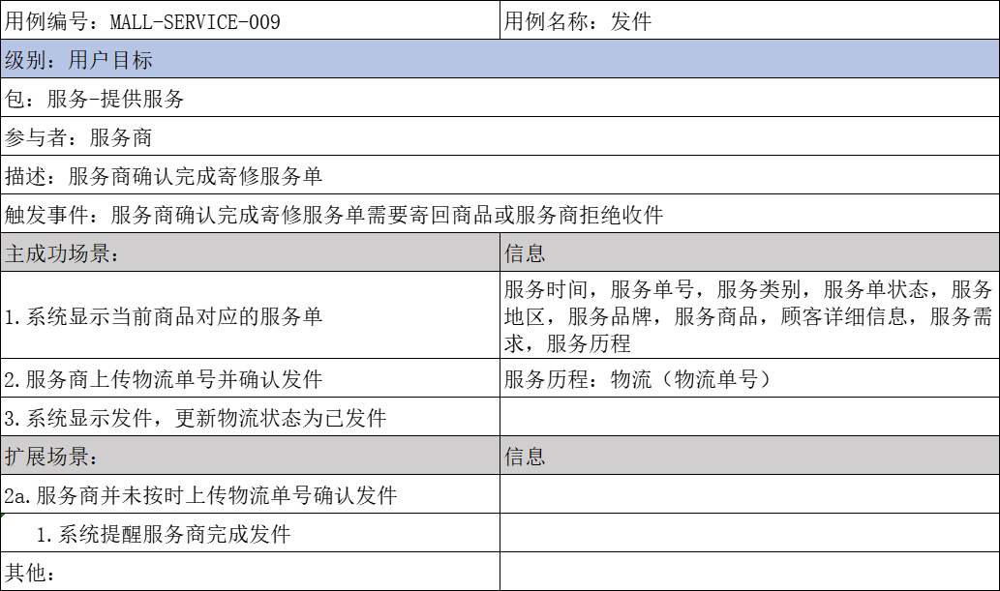 用例编号：MALL-SERVICE-009
用例名称：发件
级别：用户目标
包：服务-提供服务
参与者：服务商
描述：服务商确认完成寄修服务单
触发事件：服务商确认完成寄修服务单需要寄回商品或服务商拒绝收件
主成功场景：
信息
1.系统显示当前商品对应的服务单
服务时间，服务单号，服务类别，服务单状态，服务
地区，服务品牌，服务商品，顾客详细信息，服务需
求，服务历程
2.服务商上传物流单号并确认发件
服务历程：物流（物流单号）
3.系统显示发件，更新物流状态为已发件
扩展场景：
信息
2a.服务商并未按时上传物流单号确认发件
1.系统提醒服务商完成发件
其他：